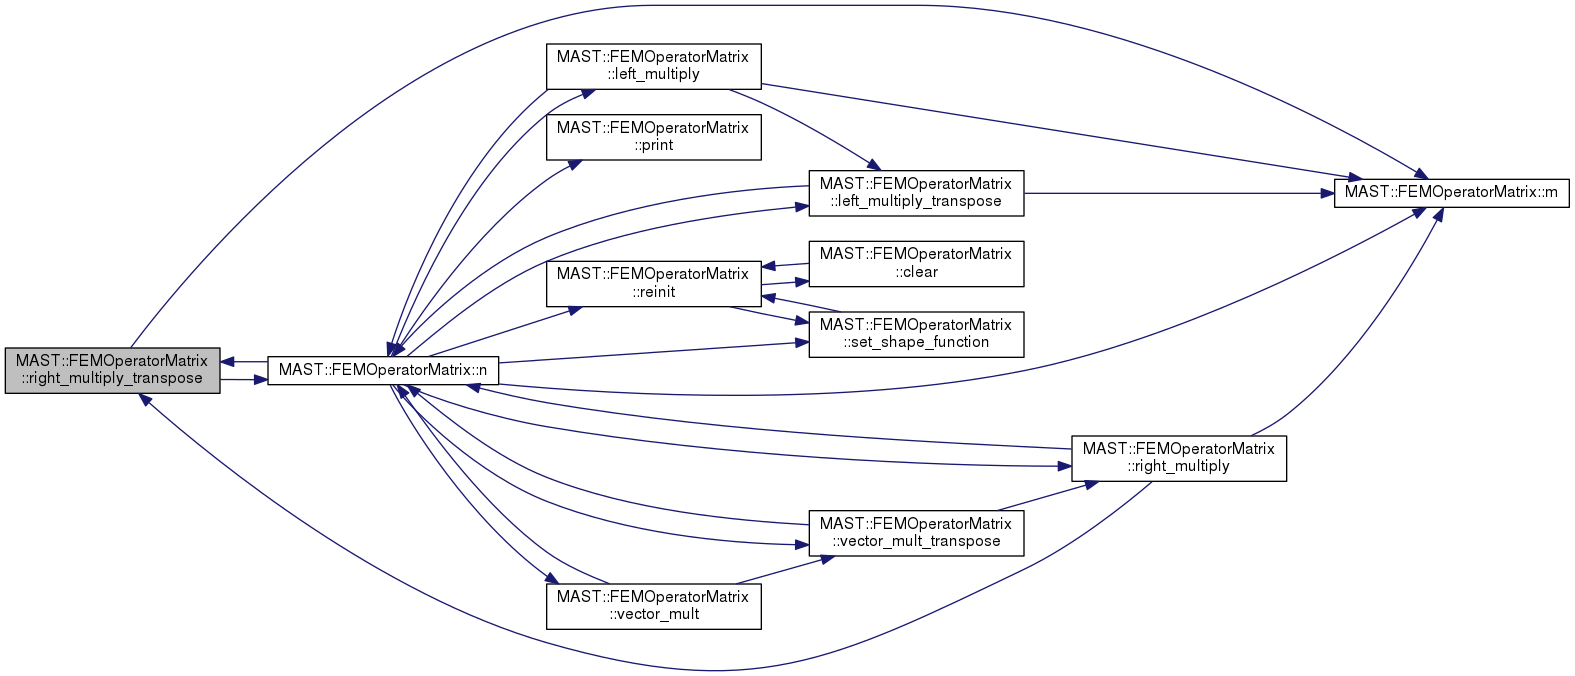 MAST::FEMOperatorMatrix
::left_multiply
MAST::FEMOperatorMatrix
::print
MAST::FEMOperatorMatrix
::left_multiply_transpose
MAST::FEMOperatorMatrix::m
MAST::FEMOperatorMatrix
::clear
MAST::FEMOperatorMatrix
::reinit
MAST::FEMOperatorMatrix
::set_shape_function
MAST::FEMOperatorMatrix
::right_multiply_transpose
MAST::FEMOperatorMatrix::n
MAST::FEMOperatorMatrix
::right_multiply
MAST::FEMOperatorMatrix
::vector_mult_transpose
MAST::FEMOperatorMatrix
::vector_mult